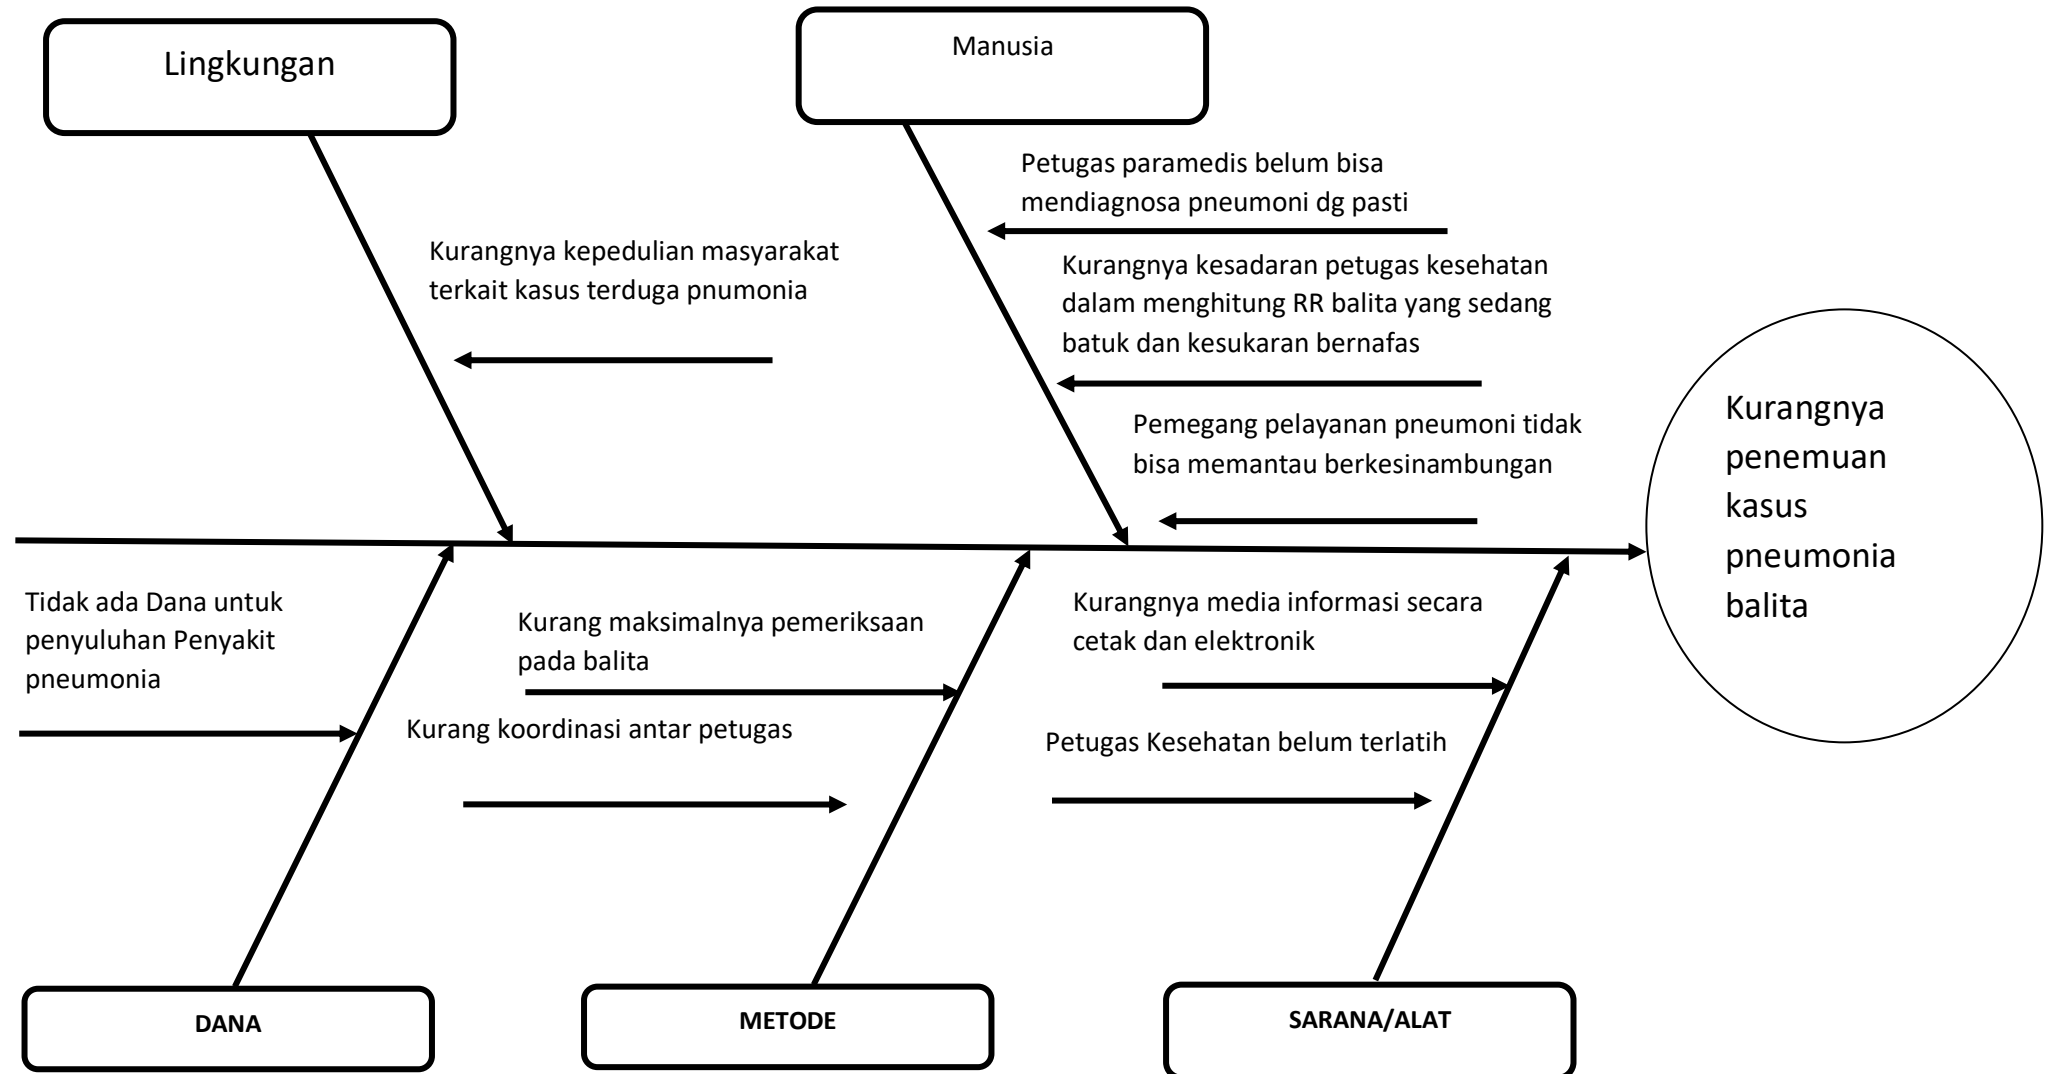 Lingkungan
Manusia
Petugas paramedis belum bisa
mendiagnosa pneumoni dg pasti
Kurangnya kepedulian masyarakat
terkait kasus terduga pnumonia
Kurangnya kesadaran petugas kesehatan
dalam menghitung RR balita yang sedang
batuk dan kesukaran bernafas
Pemegang pelayanan pneumoni tidak
bisa memantau berkesinambungan
Kurangnya
penemuan
kasus
pneumonia
balita
Tidak ada Dana untuk
penyuluhan Penyakit
pneumonia
Kurang maksimalnya pemeriksaan
pada balita
Kurang koordinasi antar petugas
Kurangnya media informasi secara
cetak dan elektronik
Petugas Kesehatan belum terlatih
DANA
METODE
SARANA/ALAT